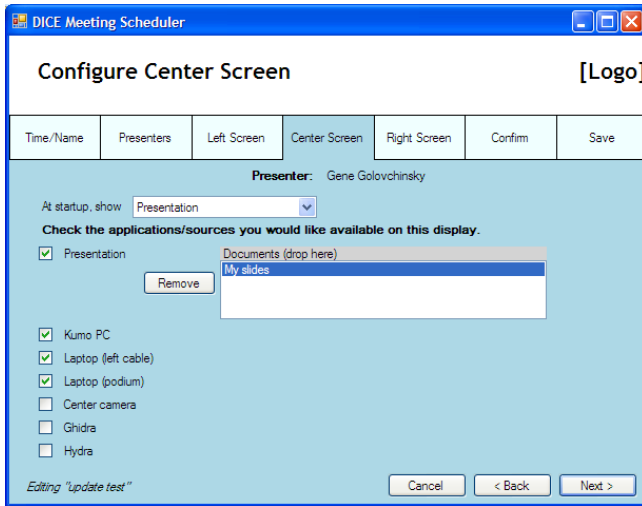 DICE Meeting Scheduler
Configure Center Screen
[Logo]
Time/Name
Presenters
Left Screen
Center Screen
Right Screen
Confirm
Save
Presenter: Gene Golovchinsky
At startup, show Presentation
Check the applications/sources you would like available on this display.
Presentation
Documents (drop here)
My slides
Remove
Kumo PC
Laptop (left cable)
Laptop (podium)
Center camera
Ghidra
Hydra
Editing "update test"
Cancel
< Back
Next >